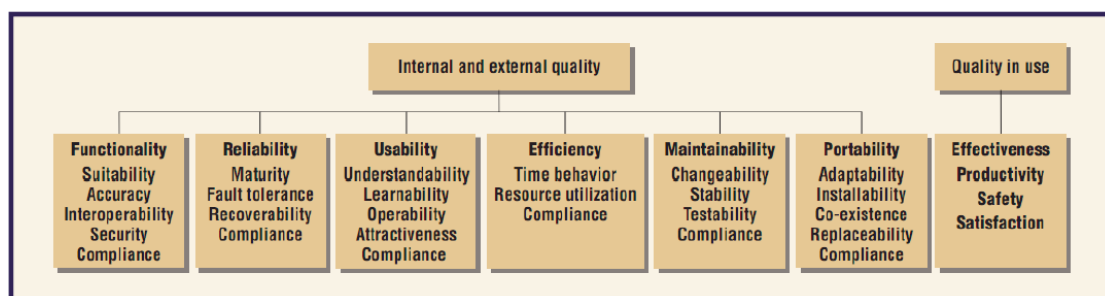 Internal and external quality
Quality in use
Functionality
Suitability
Accuracy
Interoperability
Security
Compliance
Reliability
Maturity
Fault tolerance
Recoverability
Compliance
Usability
Understandability
Learnability
Operability
Attractiveness
Compliance
Efficiency
Time behavior
Resource utilization
Compliance
Maintainability
Changeability
Stability
Testability
Compliance
Portability
Adaptability
Installability
Co-existence
Replaceability
Compliance
Effectiveness
Productivity
Safety
Satisfaction